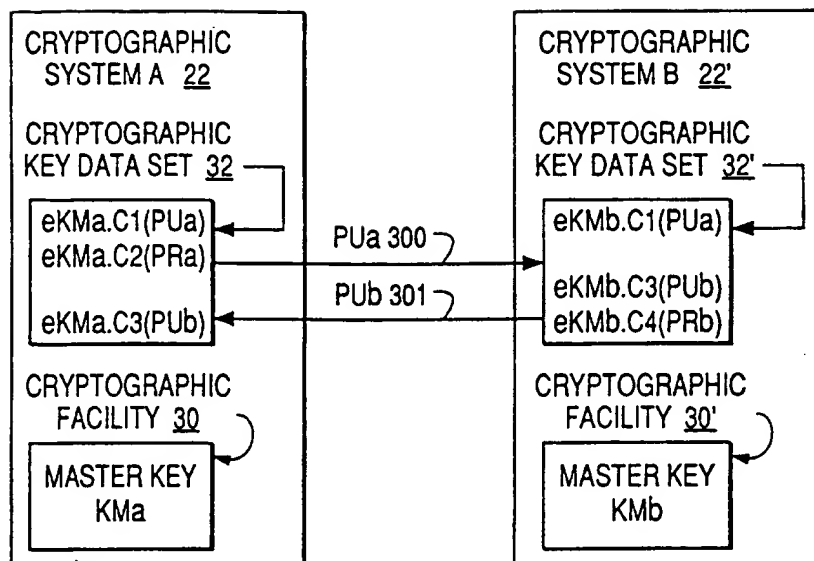 CRYPTOGRAPHIC
SYSTEM A 22
CRYPTOGRAPHIC
KEY DATA SET 32
eKMa.C1(PUa)
eKMa.C2(PRa)
eKMa.C3(PUb)
CRYPTOGRAPHIC
FACILITY 30
MASTER KEY
KMa
PUa 300
PUb 301
CRYPTOGRAPHIC
SYSTEM B 22'
CRYPTOGRAPHIC
KEY DATA SET 32'
eKMb.C1(PUa)
eKMb.C3(PUb)
eKMb.C4(PRb)
CRYPTOGRAPHIC
FACILITY 30'
MASTER KEY
KMb